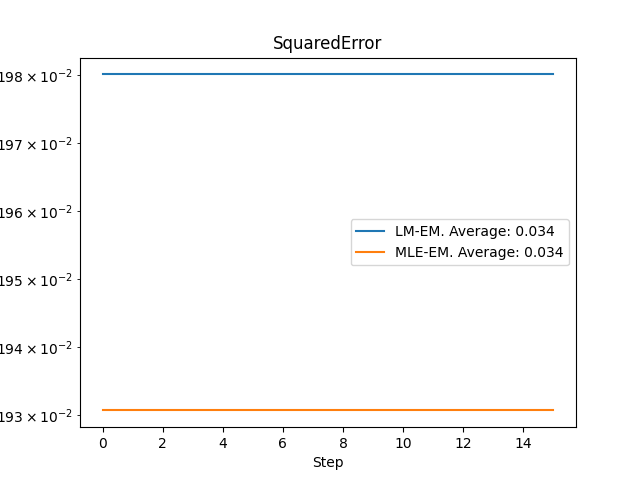 SquaredError
198 × 10⁻²
197 × 10⁻²
196 × 10⁻²
195 × 10⁻²
194 × 10⁻²
193 × 10⁻²
LM-EM. Average: 0.034
MLE-EM. Average: 0.034
0 2 4 6 8 10 12 14
Step